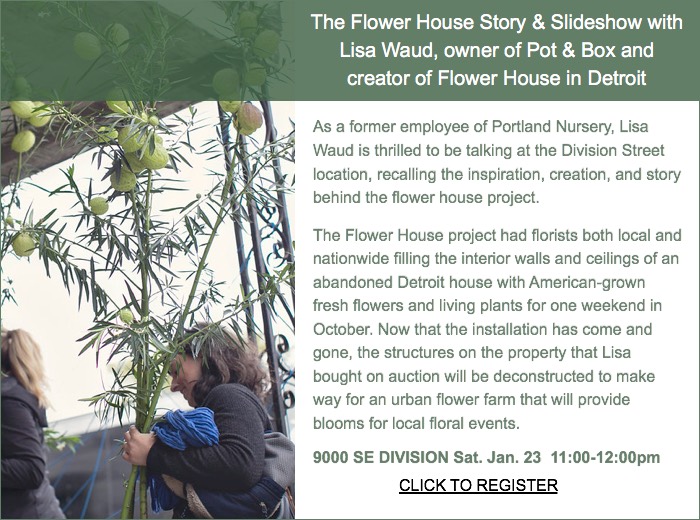 The Flower House Story & Slideshow with
Lisa Waud, owner of Pot & Box and
creator of Flower House in Detroit
As a former employee of Portland Nursery, Lisa
Waud is thrilled to be talking at the Division Street
location, recalling the inspiration, creation, and story
behind the flower house project.
The Flower House project had florists both local and
nationwide filling the interior walls and ceilings of an
abandoned Detroit house with American-grown
fresh flowers and living plants for one weekend in
October. Now that the installation has come and
gone, the structures on the property that Lisa
bought on auction will be deconstructed to make
way for an urban flower farm that will provide
blooms for local floral events.
9000 SE DIVISION Sat. Jan. 23 11:00-12:00pm
CLICK TO REGISTER